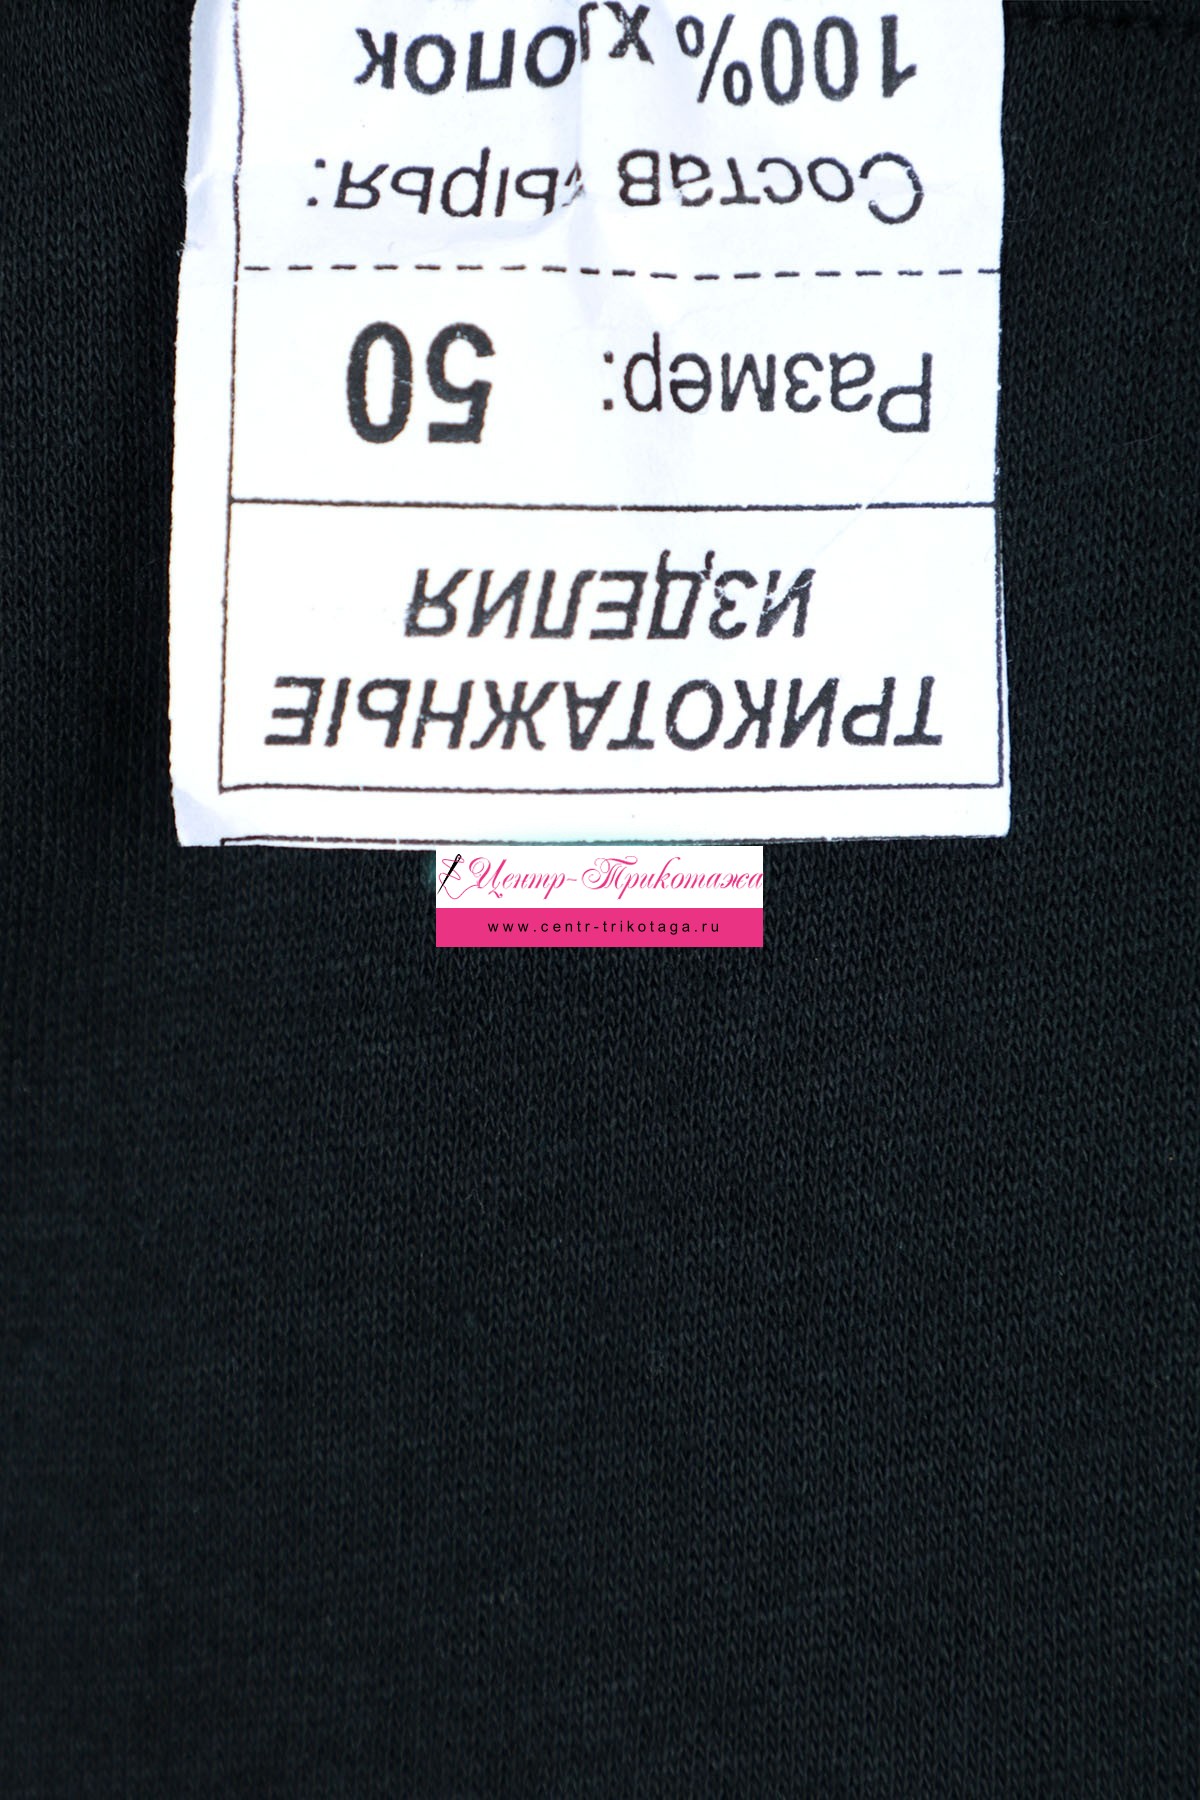 ТРИКОТАЖНЫЕ
ИЗДЕЛИЯ
Размер: 50
Состав сырья:
100% хлопок
Центр-Трикотажа
www.centr-trikotaga.ru